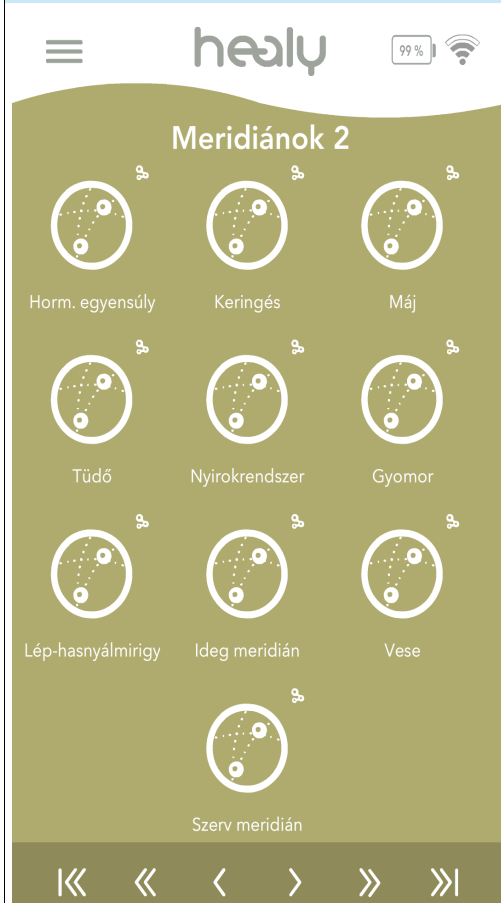 healy
99 %
Meridiánok 2
Horm. egyensúly
Keringés
Máj
Tüdő
Nyirokrendszer
Gyomor
Lép-hasnyálmirigy
Ideg meridián
Vese
Szerv meridián